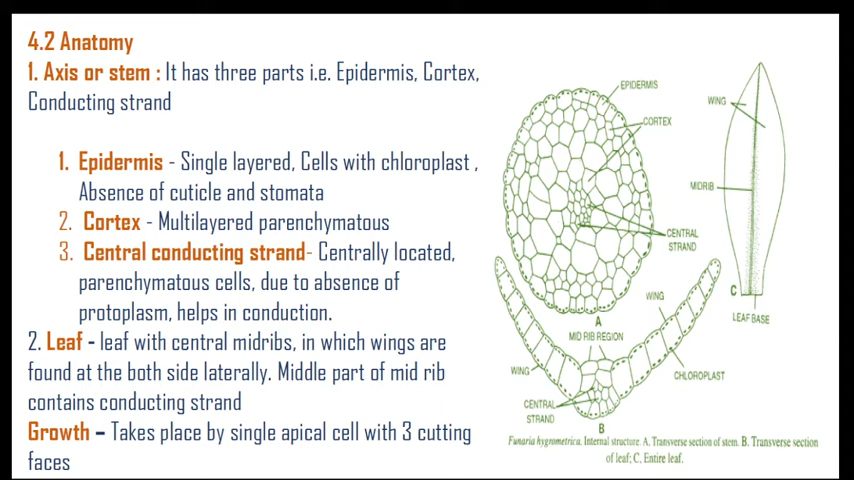 4.2 Anatomy
1. Axis or stem : It has three parts i.e. Epidermis, Cortex,
Conducting strand
1. Epidermis - Single layered, Cells with chloroplast ,
Absence of cuticle and stomata
2. Cortex - Multilayered parenchymatous
3. Central conducting strand- Centrally located,
parenchymatous cells, due to absence of
protoplasm, helps in conduction.
2. Leaf - leaf with central midribs, in which wings are
found at the both side laterally. Middle part of mid rib
contains conducting strand
Growth – Takes place by single apical cell with 3 cutting
faces
EPIDERMIS
CORTEX
CENTRAL
STRAND
A
WING
MIDRIB
C
LEAF BASE
MID RIB REGION
WING
WING
CHLOROPLAST
CENTRAL
STRAND
B
Funaria hygrometrica. Internal structure. A. Transverse section of stem. B. Transverse section
of leaf; C, Entire leaf.